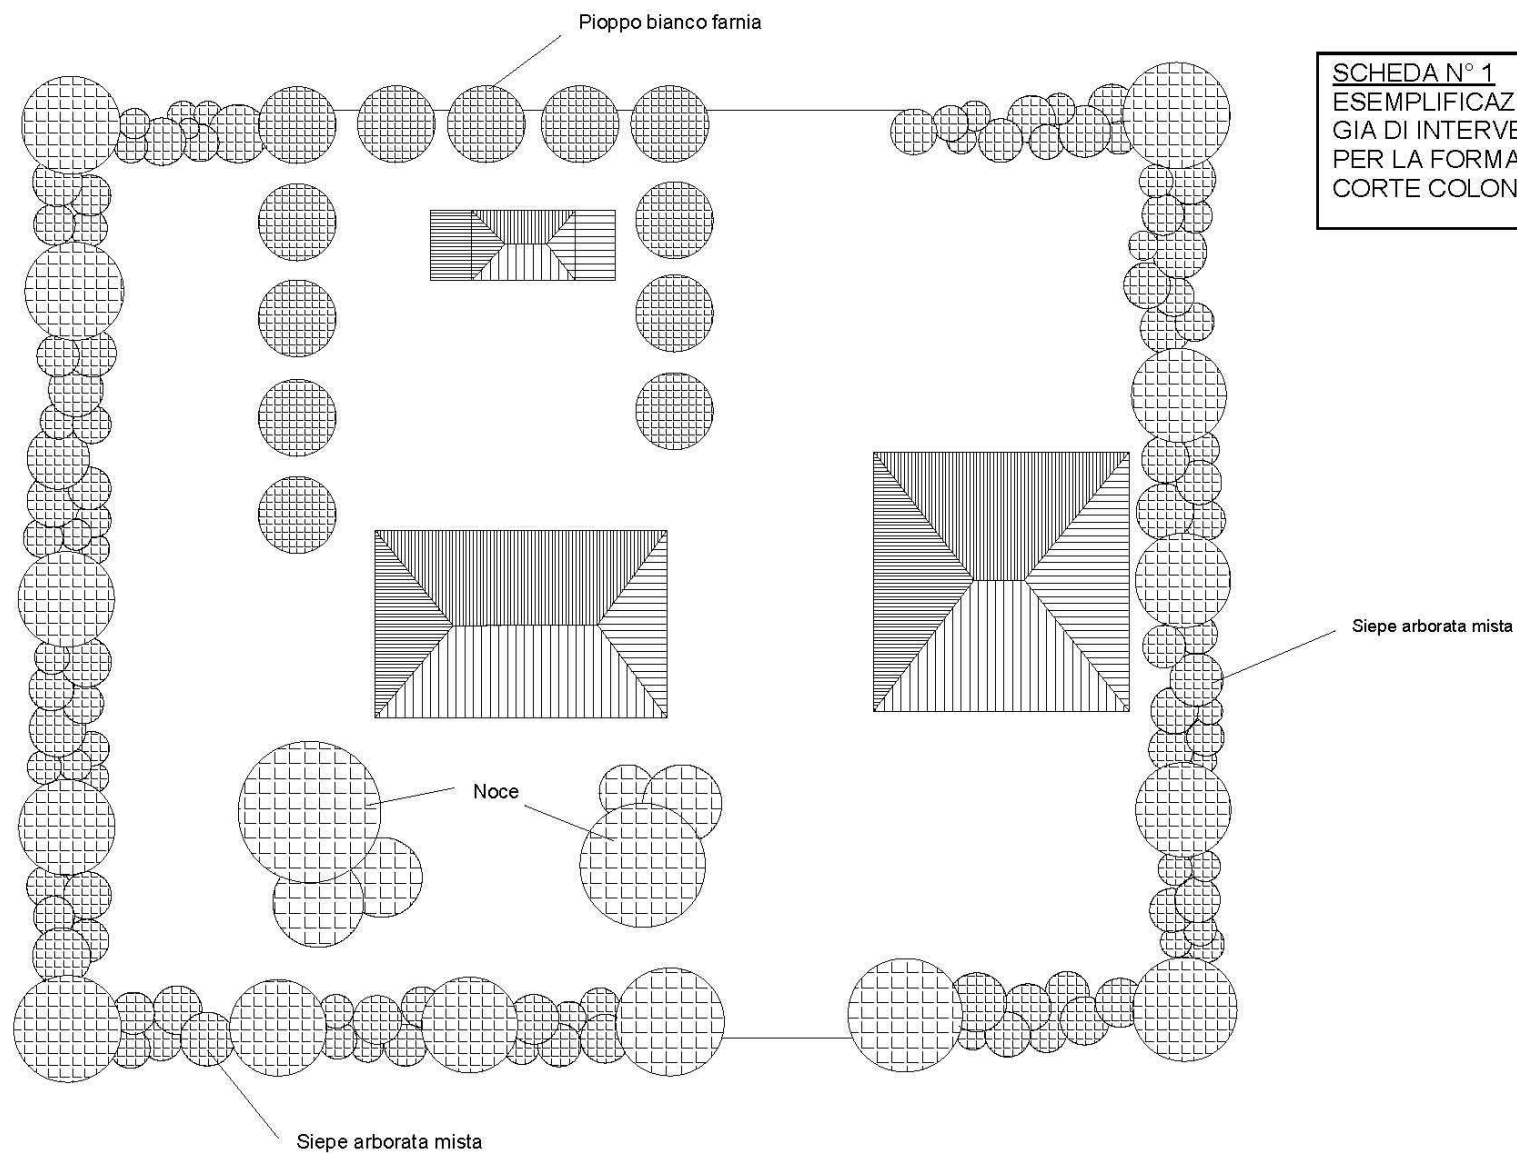 Pioppo bianco farnia
SCHEDA N° 1
ESEMPLIFICAZ
GIA DI INTERVE
PER LA FORMA
CORTE COLON
Siepe arborata mista
Noce
Siepe arborata mista